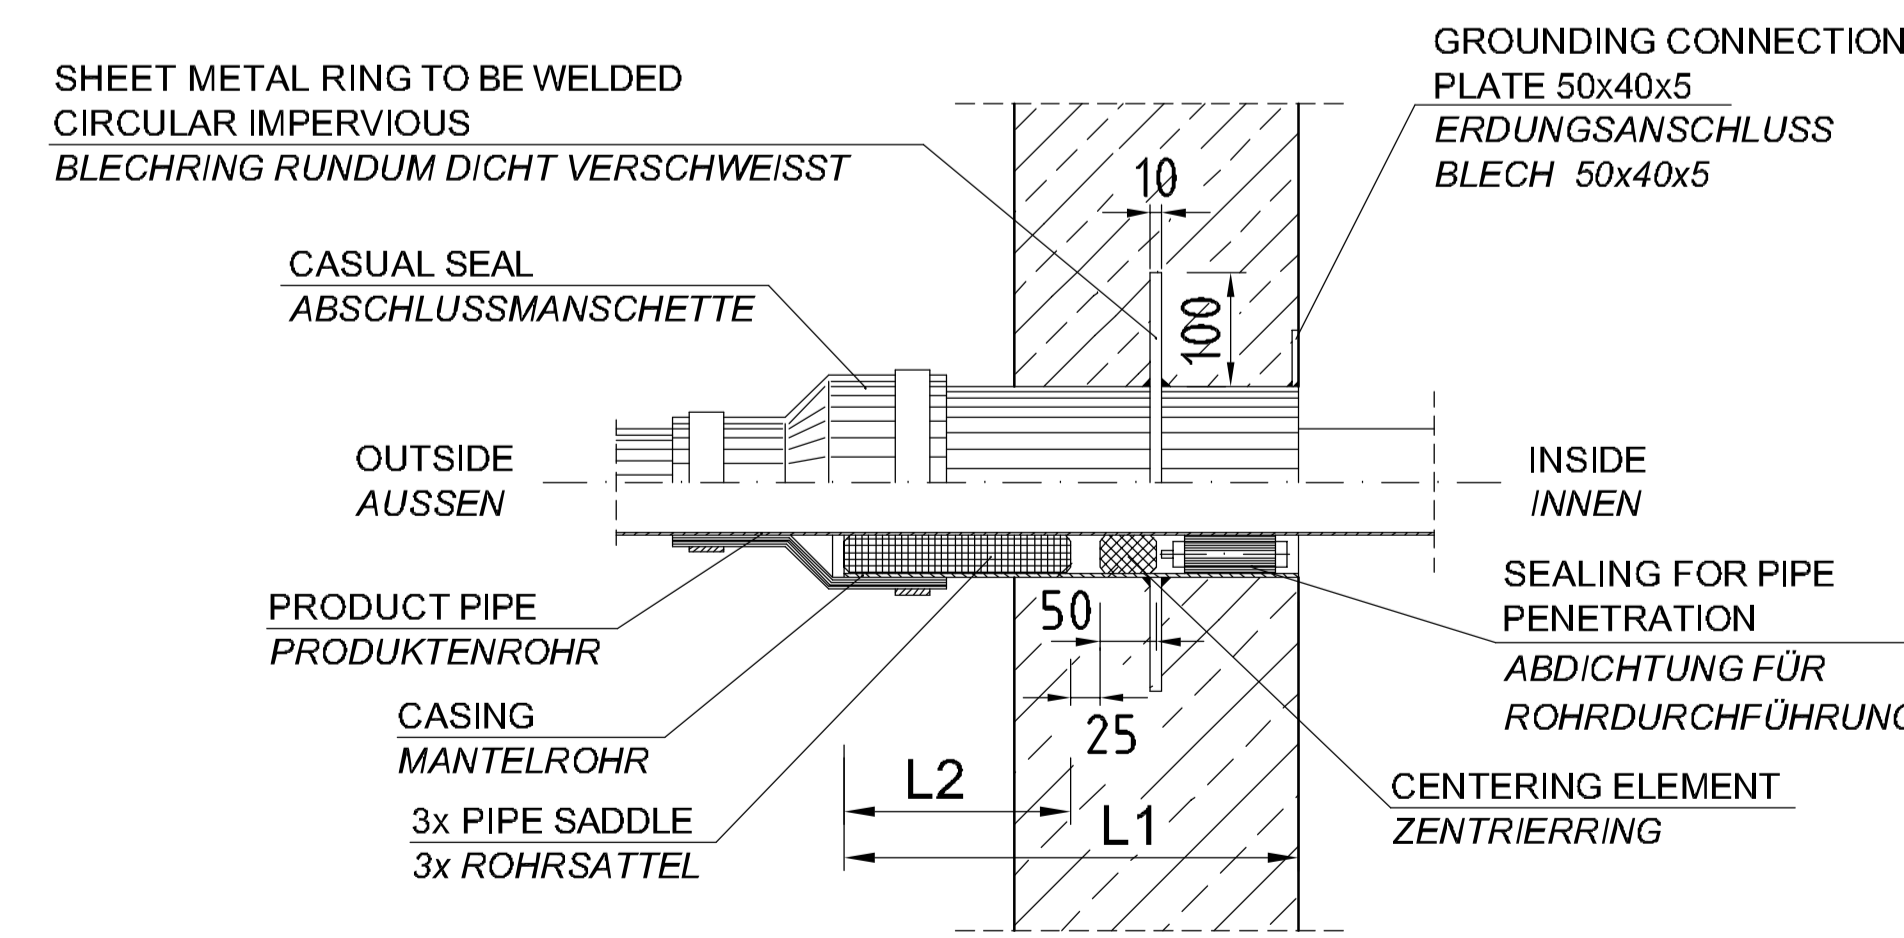 GROUNDING CONNECTION
PLATE 50x40x5
ERDUNGSANSCHLUSS
BLECH 50x40x5
SHEET METAL RING TO BE WELDED
CIRCULAR IMPERVIOUS
BLECHRING RUNDUM DICHT VERSCHWEISST
10
CASUAL SEAL
ABSCHLUSSMANSCHETTE
100
OUTSIDE
AUSSEN
INSIDE
INNEN
SEALING FOR PIPE
PENETRATION
ABDICHTUNG FÜR
ROHRDURCHFÜHRUNG
50
PRODUCT PIPE
PRODUKTENROHR
25
CASING
MANTELROHR
L2
L1
CENTERING ELEMENT
ZENTRIERRING
3x PIPE SADDLE
3x ROHRSATTEL